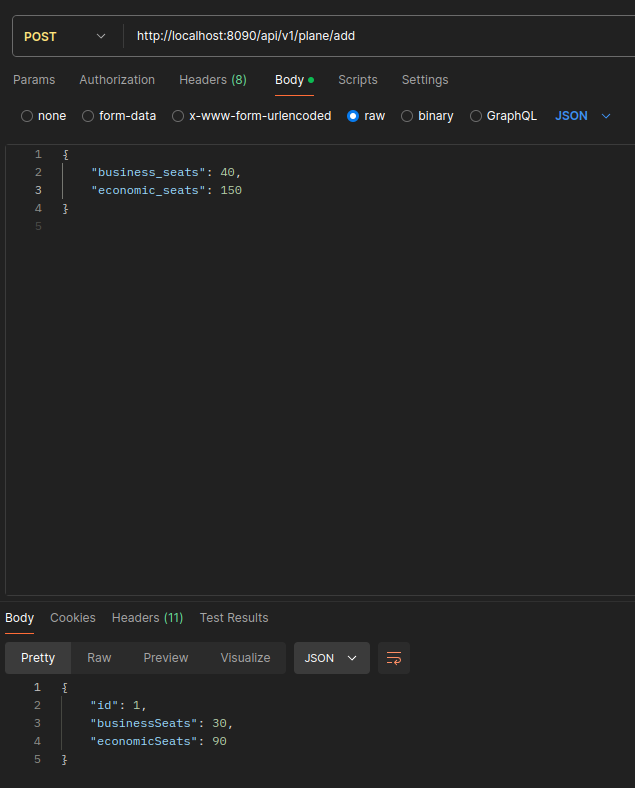 POST http://localhost:8090/api/v1/plane/add
Params Authorization Headers (8) Body Scripts Settings
none form-data x-www-form-urlencoded raw binary GraphQL JSON
1 {
2 "business_seats": 40,
3 "economic_seats": 150
4 }
5
Body Cookies Headers (11) Test Results
Pretty Raw Preview Visualize JSON
1 {
2 "id": 1,
3 "businessSeats": 30,
4 "economicSeats": 90
5 }